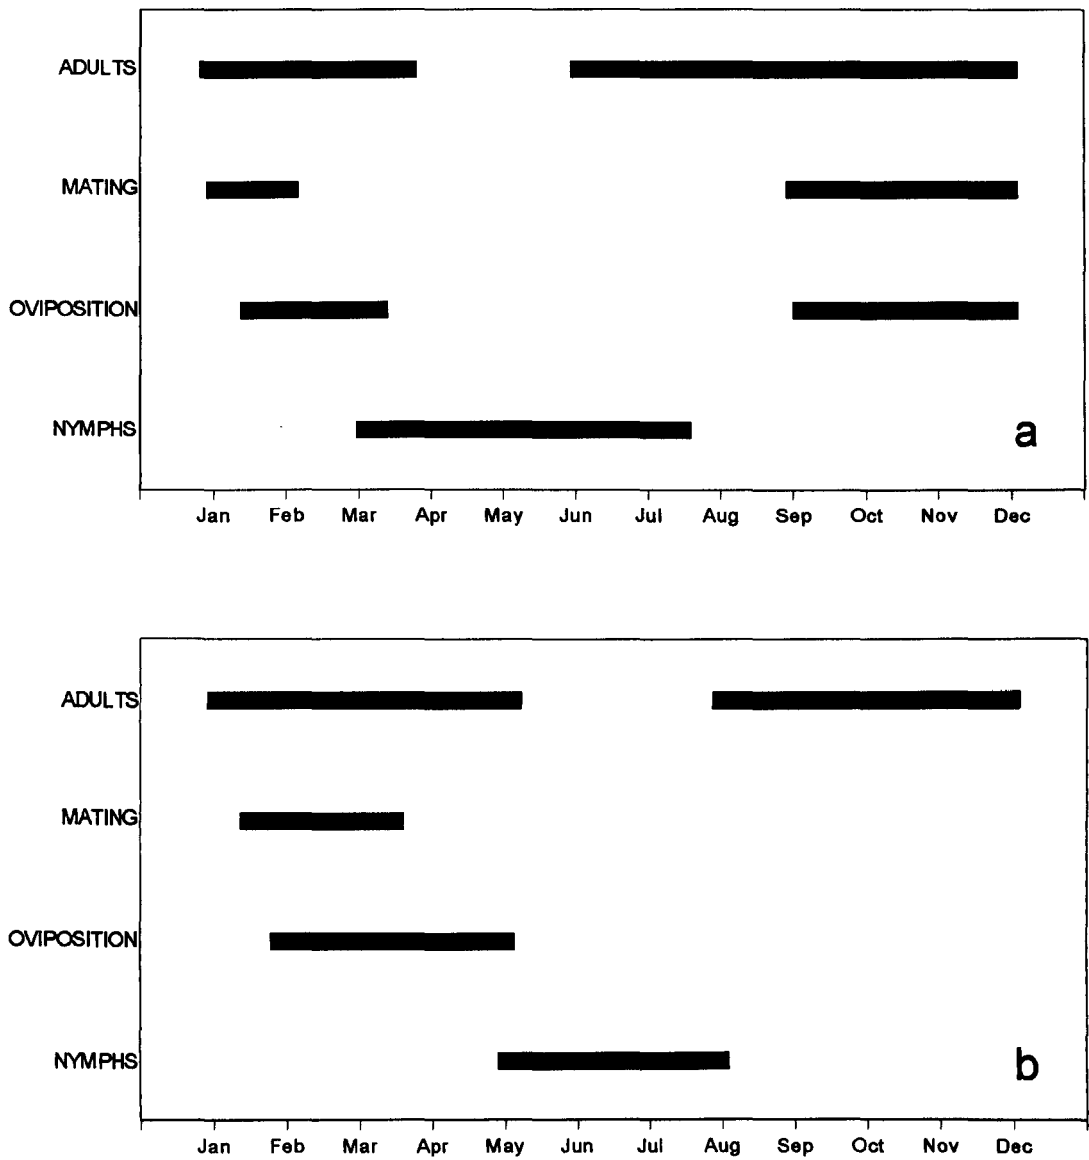 ADULTS
MATING
OVIPOSITION
NYMPHS
a
Jan Feb Mar Apr May Jun Jul Aug Sep Oct Nov Dec
ADULTS
MATING
OVIPOSITION
NYMPHS
b
Jan Feb Mar Apr May Jun Jul Aug Sep Oct Nov Dec